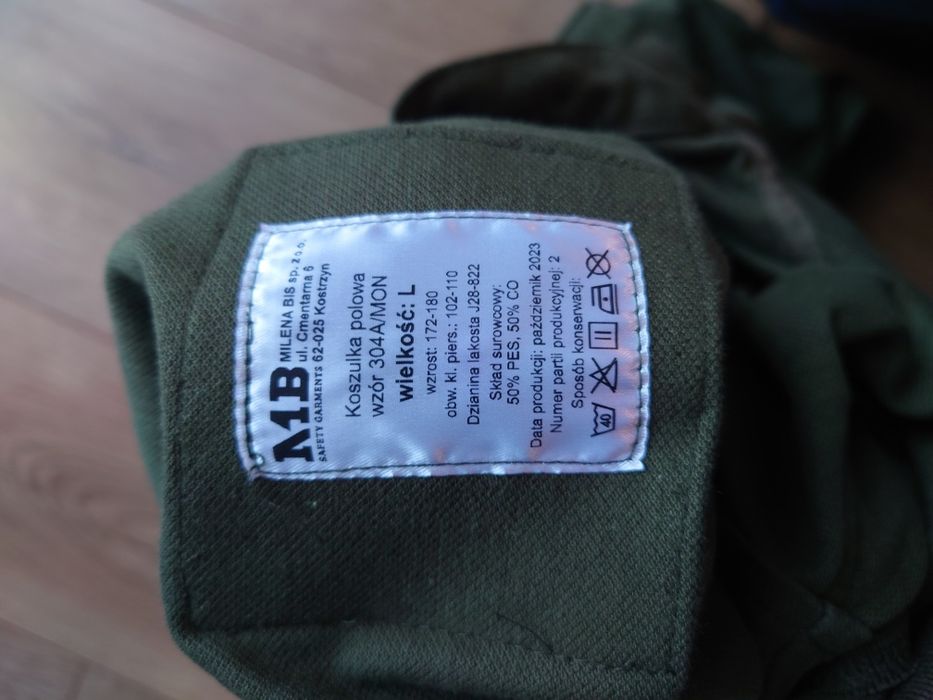 MB
MILENA BIS sp. z o.o.
ul. Cmentarna 6
SAFETY GARMENTS 62-025 Kostrzyn
Koszulka polowa
wzór 304A/MON
wielkość: L
wzrost: 172-180
obw. kl. piers.: 102-110
Dzianina lakosta J28-822
Skład surowcowy:
50% PES, 50% CO
Data produkcji: październik 2023
Numer partii produkcyjnej: 2
Sposób konserwacji:
40